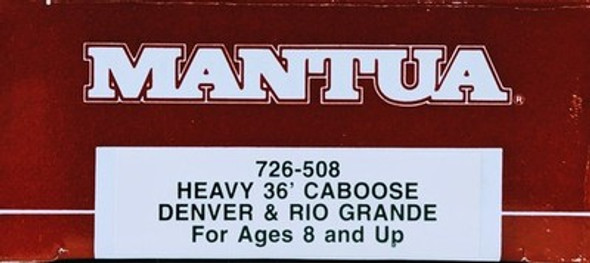 MANTUA®
726-508
HEAVY 36' CABOOSE
DENVER & RIO GRANDE
For Ages 8 and Up